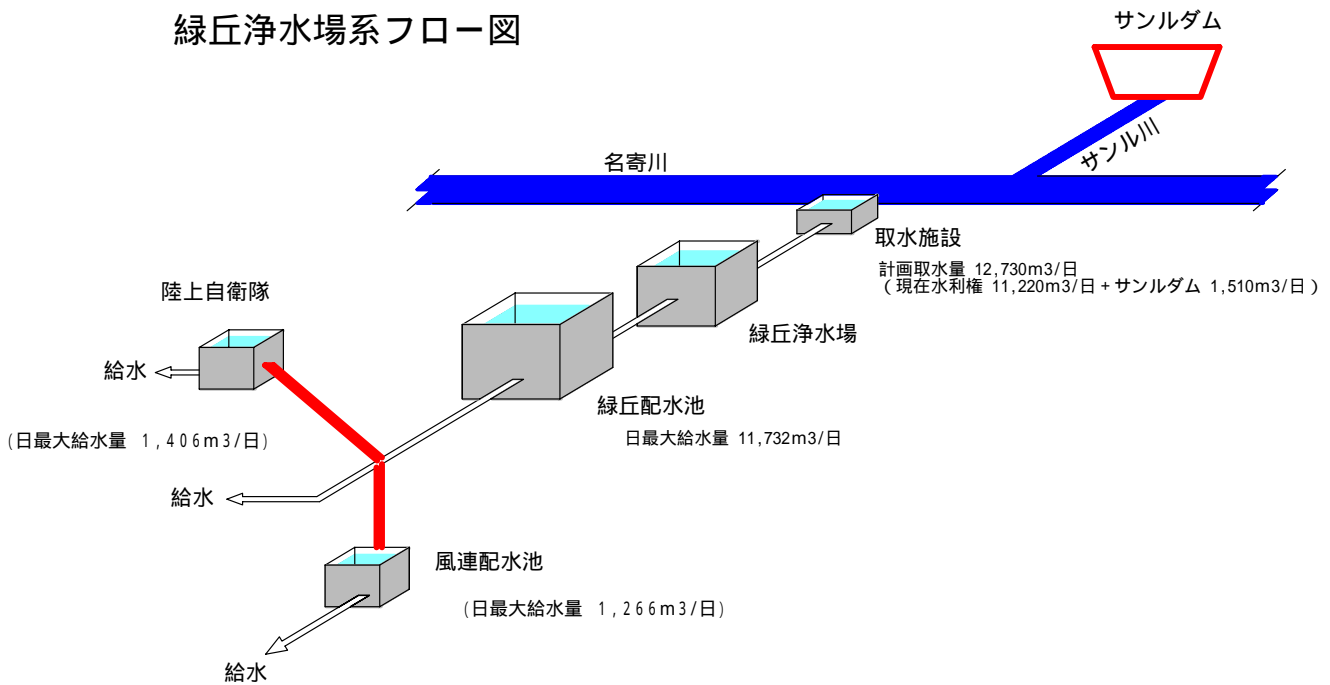 緑丘浄水場系フロー図
サンルダム
サンル川
名寄川
取水施設
計画取水量 12,730m3/日
（現在水利権 11,220m3/日+サンルダム 1,510m3/日）
陸上自衛隊
緑丘浄水場
給水
緑丘配水池
(日最大給水量 1,406m3/日)
日最大給水量 11,732m3/日
給水
風連配水池
(日最大給水量 1,266m3/日)
給水